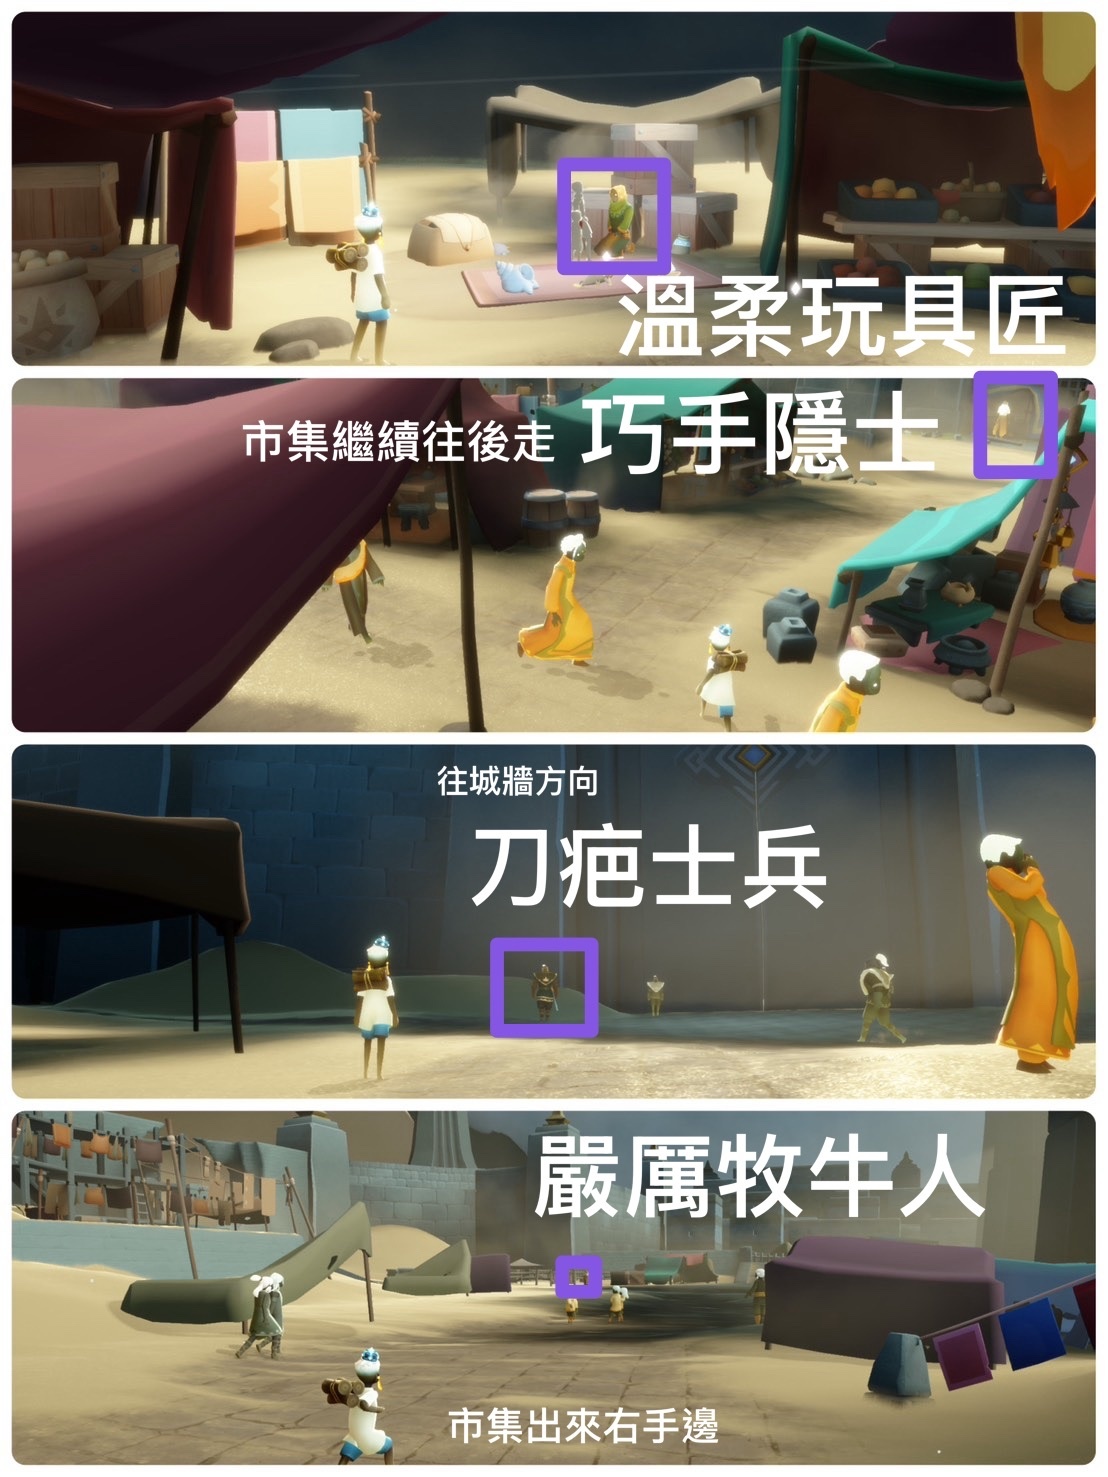 溫柔玩具匠
市集繼續往後走 巧手隱士
往城牆方向
刀疤士兵
嚴厲牧牛人
市集出來右手邊